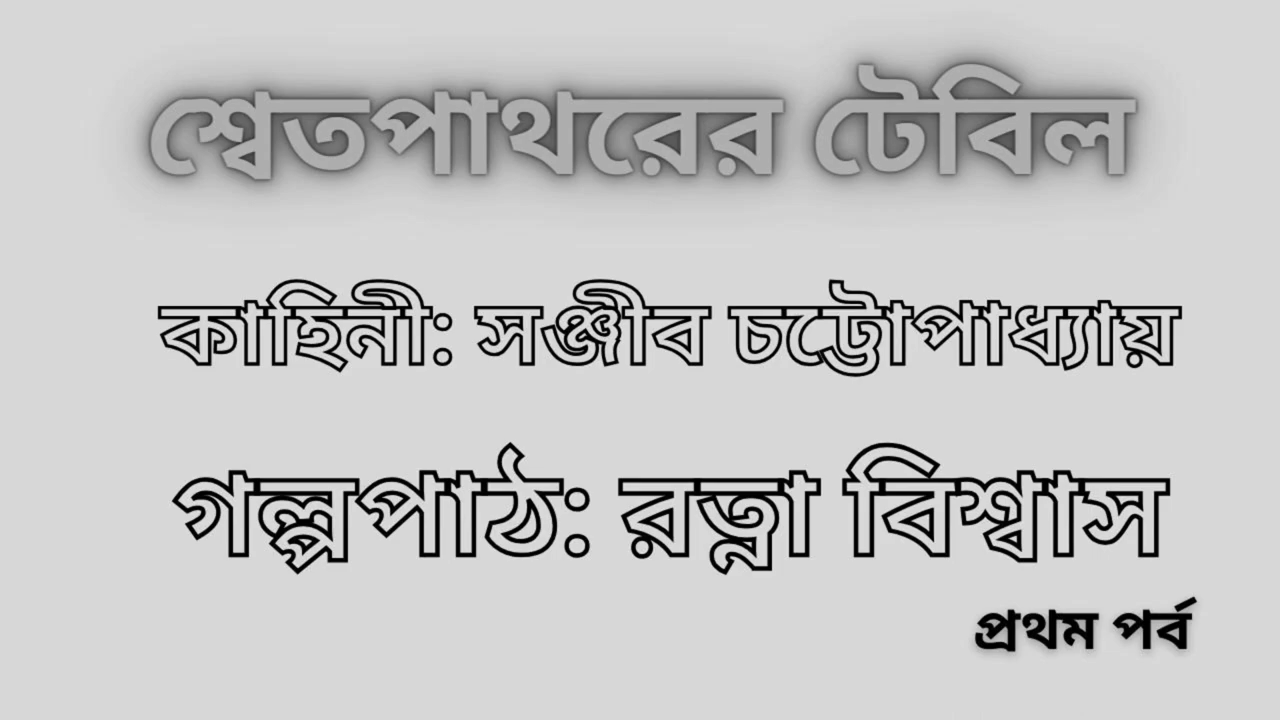 শ্বেতপাথরের টেবিল
কাহিনী: সঞ্জীব চট্টোপাধ্যায়
গল্পপাঠ: রত্না বিশ্বাস
প্রথম পর্ব